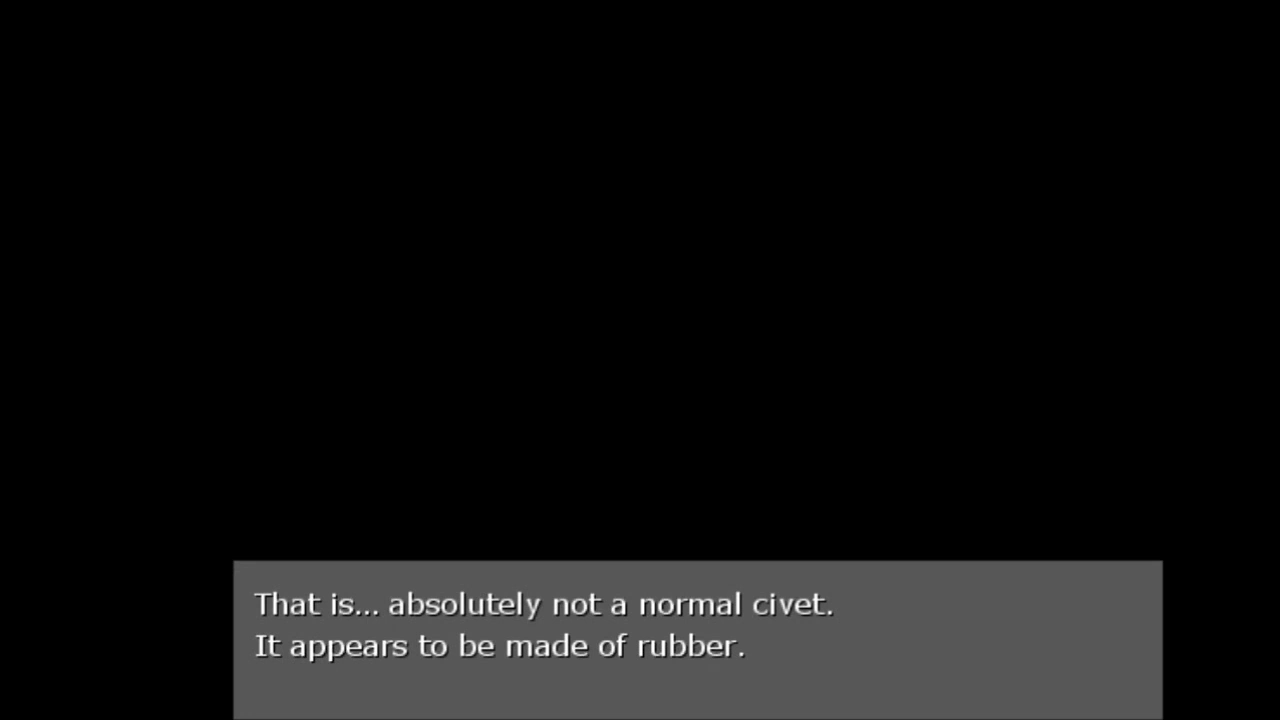 That is... absolutely not a normal civet.
It appears to be made of rubber.